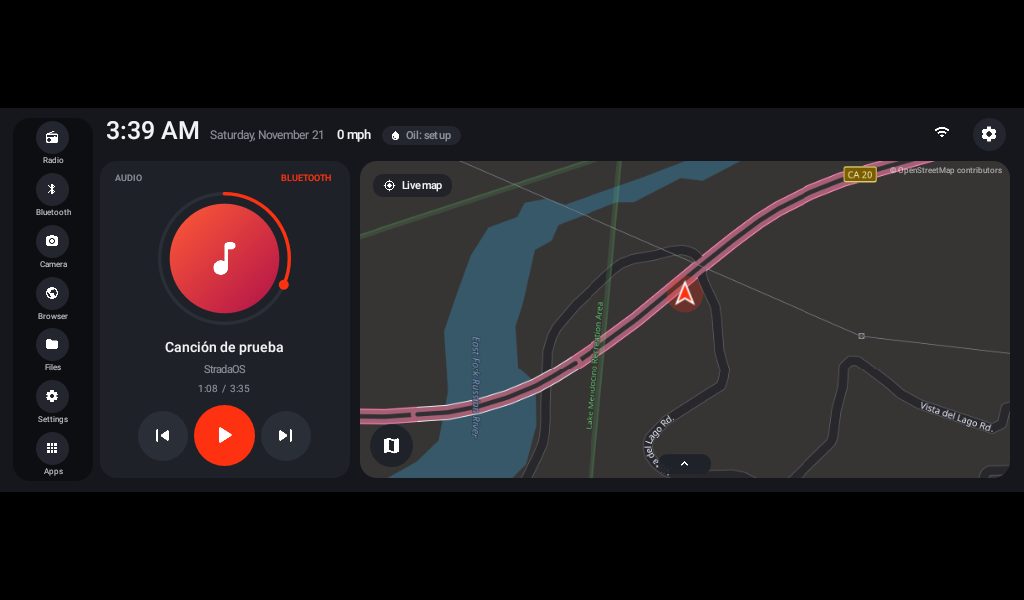 3:39 AM Saturday, November 21 0 mph Oil: set up
Radio
Bluetooth
Camera
Browser
Files
Settings
Apps
AUDIO BLUETOOTH
Canción de prueba
StradaOS
1:08 / 3:35
Live map
CA 20
© OpenStreetMap contributors
East Fork Russian River
Lake Mendocino Recreation Area
del Lago Rd.
Vista del Lago Rd.